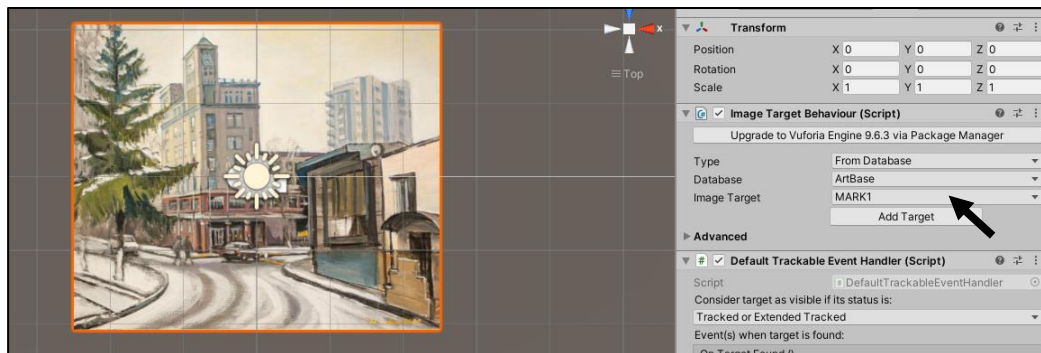 x
Top
Transform
Position X 0 Y 0 Z 0
Rotation X 0 Y 0 Z 0
Scale X 1 Y 1 Z 1
Image Target Behaviour (Script)
Upgrade to Vuforia Engine 9.6.3 via Package Manager
Type From Database
Database ArtBase
Image Target MARK1
Add Target
Advanced
Default Trackable Event Handler (Script)
Script DefaultTrackableEventHandler
Consider target as visible if its status is:
Tracked or Extended Tracked
Event(s) when target is found:
On Target Found ()